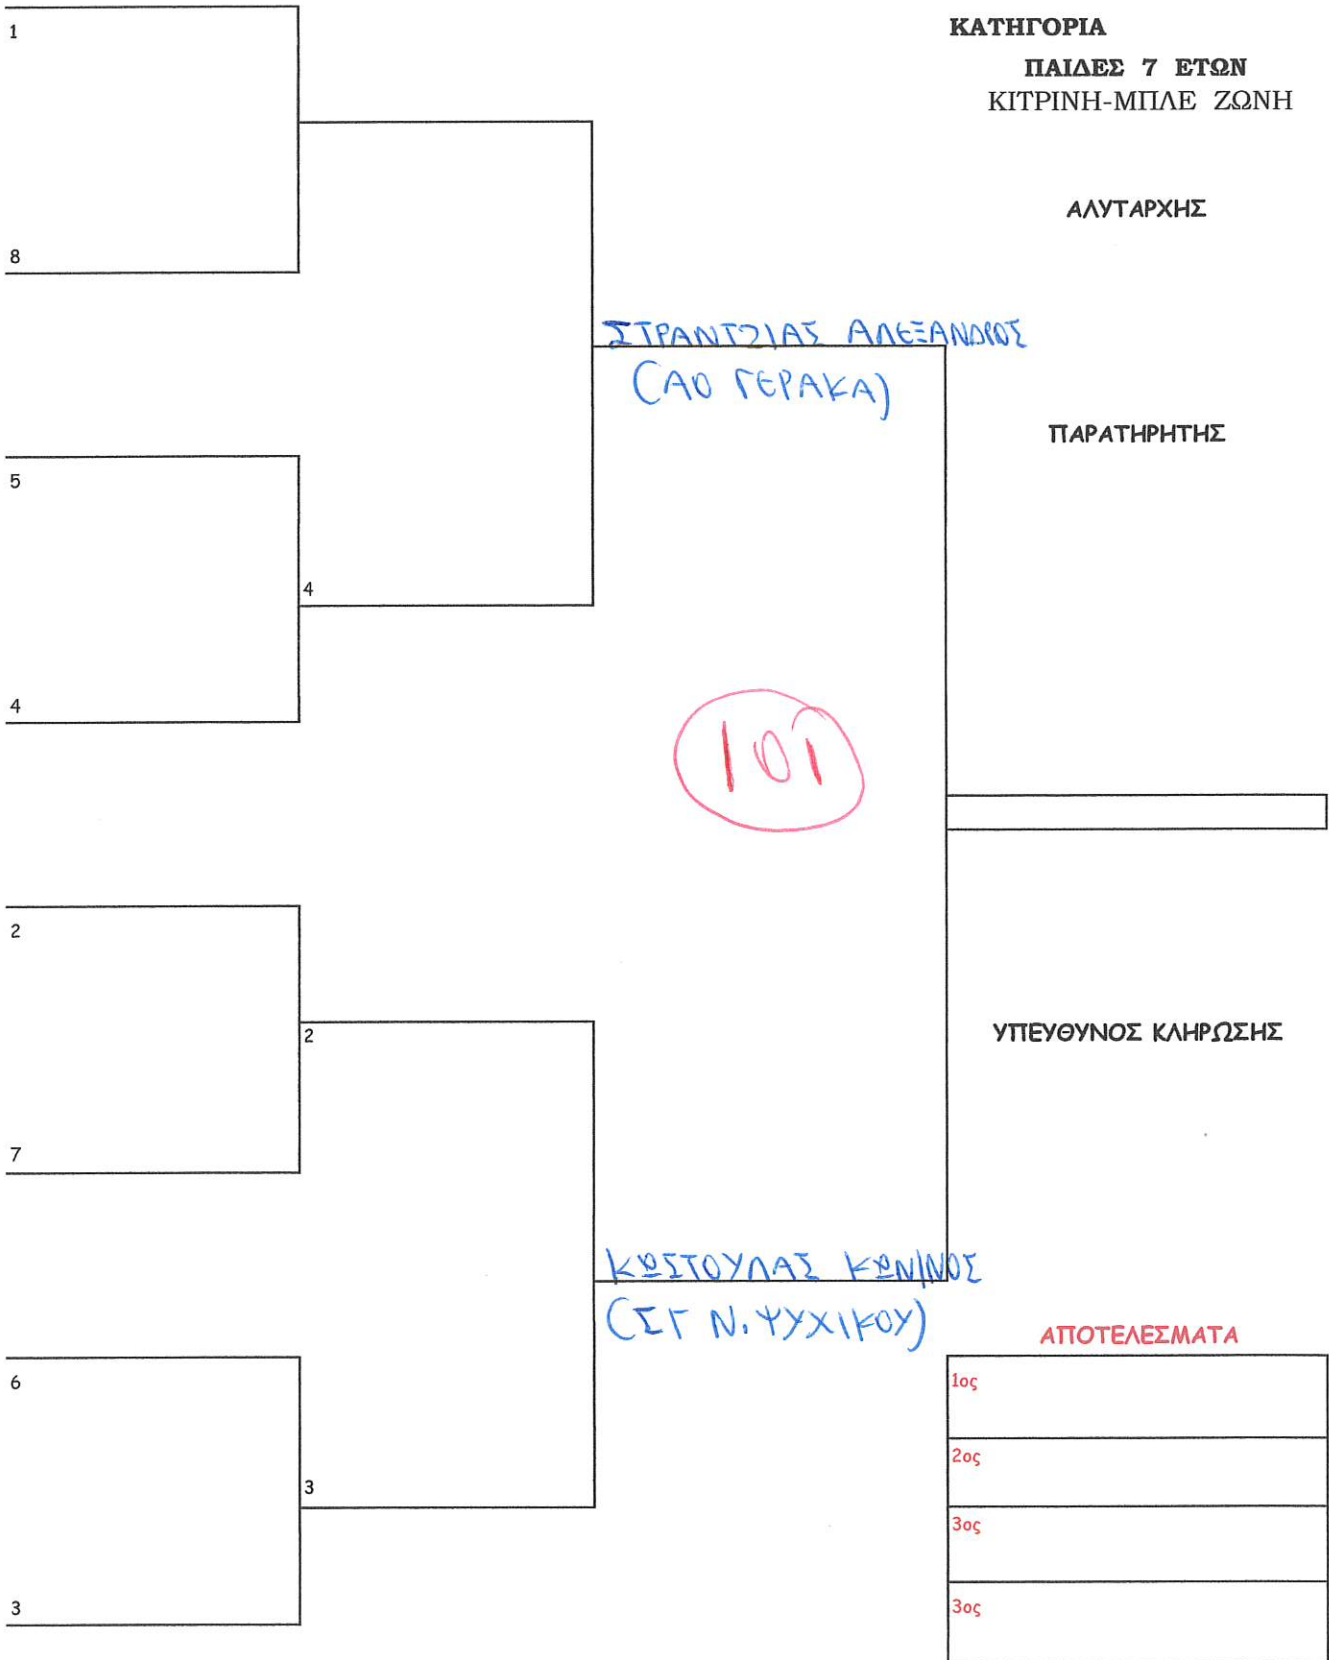 1
ΚΑΤΗΓΟΡΙΑ
ΠΑΙΔΕΣ 7 ΕΤΩΝ
ΚΙΤΡΙΝΗ-ΜΠΛΕ ΖΩΝΗ
ΑΛΥΤΑΡΧΗΣ
8
ΣΤΡΑΝΤΖΙΑΣ ΑΛΕΞΑΝΔΡΟΣ
(ΑΟ ΓΕΡΑΚΑ)
ΠΑΡΑΤΗΡΗΤΗΣ
5
4
4
101
2
2
ΥΠΕΥΘΥΝΟΣ ΚΛΗΡΩΣΗΣ
7
ΚΩΣΤΟΥΛΑΣ ΚΩΝ/ΝΟΣ
(ΣΓ Ν. ΨΥΧΙΚΟΥ)
ΑΠΟΤΕΛΕΣΜΑΤΑ
6
1ος
2ος
3
3ος
3
3ος